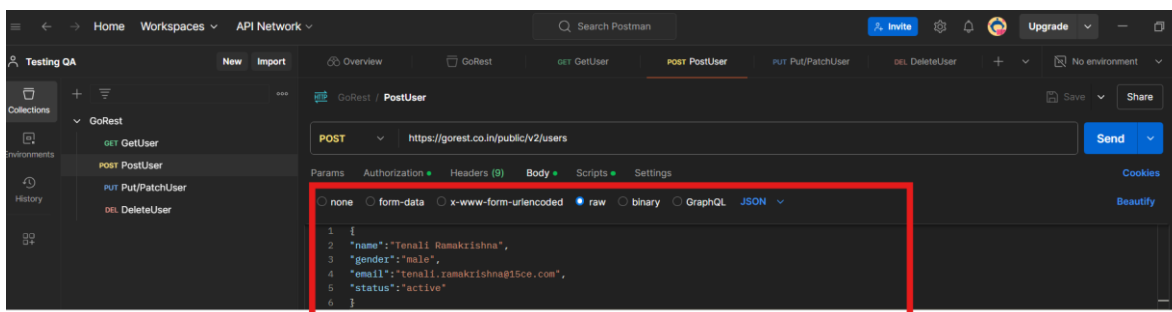 Home Workspaces API Network Search Postman Invite Upgrade
Testing QA New Import Overview GoRest GET GetUser POST PostUser PUT Put/PatchUser DEL DeleteUser No environment
Collections
Environments
History
GoRest
GET GetUser
POST PostUser
PUT Put/PatchUser
DEL DeleteUser
HTTP GoRest / PostUser Save Share
POST https://gorest.co.in/public/v2/users Send
Params Authorization Headers (9) Body Scripts Settings Cookies
none form-data x-www-form-urlencoded raw binary GraphQL JSON Beautify
1 {
2 "name":"Tenali Ramakrishna",
3 "gender":"male",
4 "email":"tenali.ramakrishna@15ce.com",
5 "status":"active"
6 }